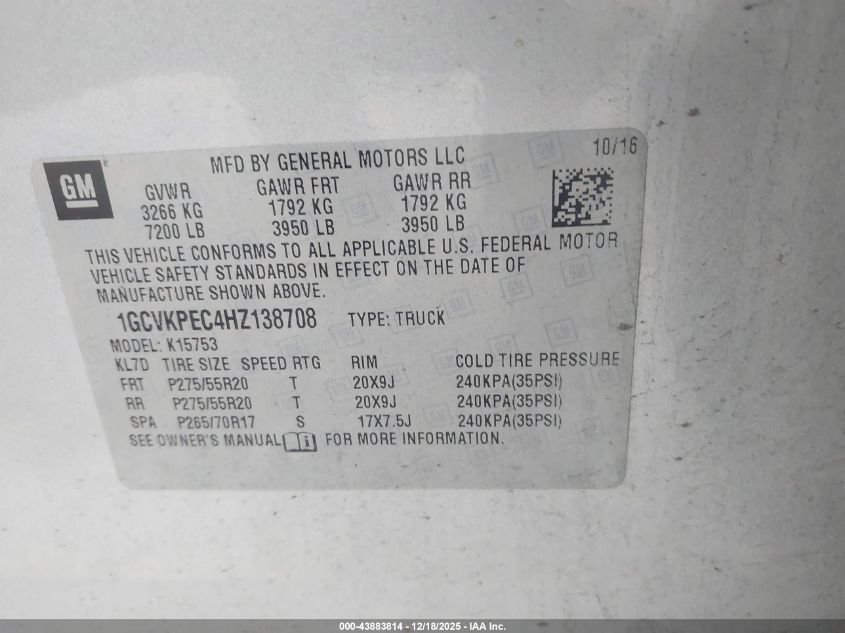 GM
MFD BY GENERAL MOTORS LLC
10/16
GVWR GAWR FRT GAWR RR
3266 KG 1792 KG 1792 KG
7200 LB 3950 LB 3950 LB
THIS VEHICLE CONFORMS TO ALL APPLICABLE U.S. FEDERAL MOTOR
VEHICLE SAFETY STANDARDS IN EFFECT ON THE DATE OF
MANUFACTURE SHOWN ABOVE.
1GCVKPEC4HZ138708 TYPE: TRUCK
MODEL: K15753
KL7D TIRE SIZE SPEED RTG RIM COLD TIRE PRESSURE
FRT P275/55R20 T 20X9J 240KPA(35PSI)
RR P275/55R20 T 20X9J 240KPA(35PSI)
SPA P265/70R17 S 17X7.5J 240KPA(35PSI)
SEE OWNER'S MANUAL i FOR MORE INFORMATION.
000-43883814 - 12/18/2025 - IAA Inc.